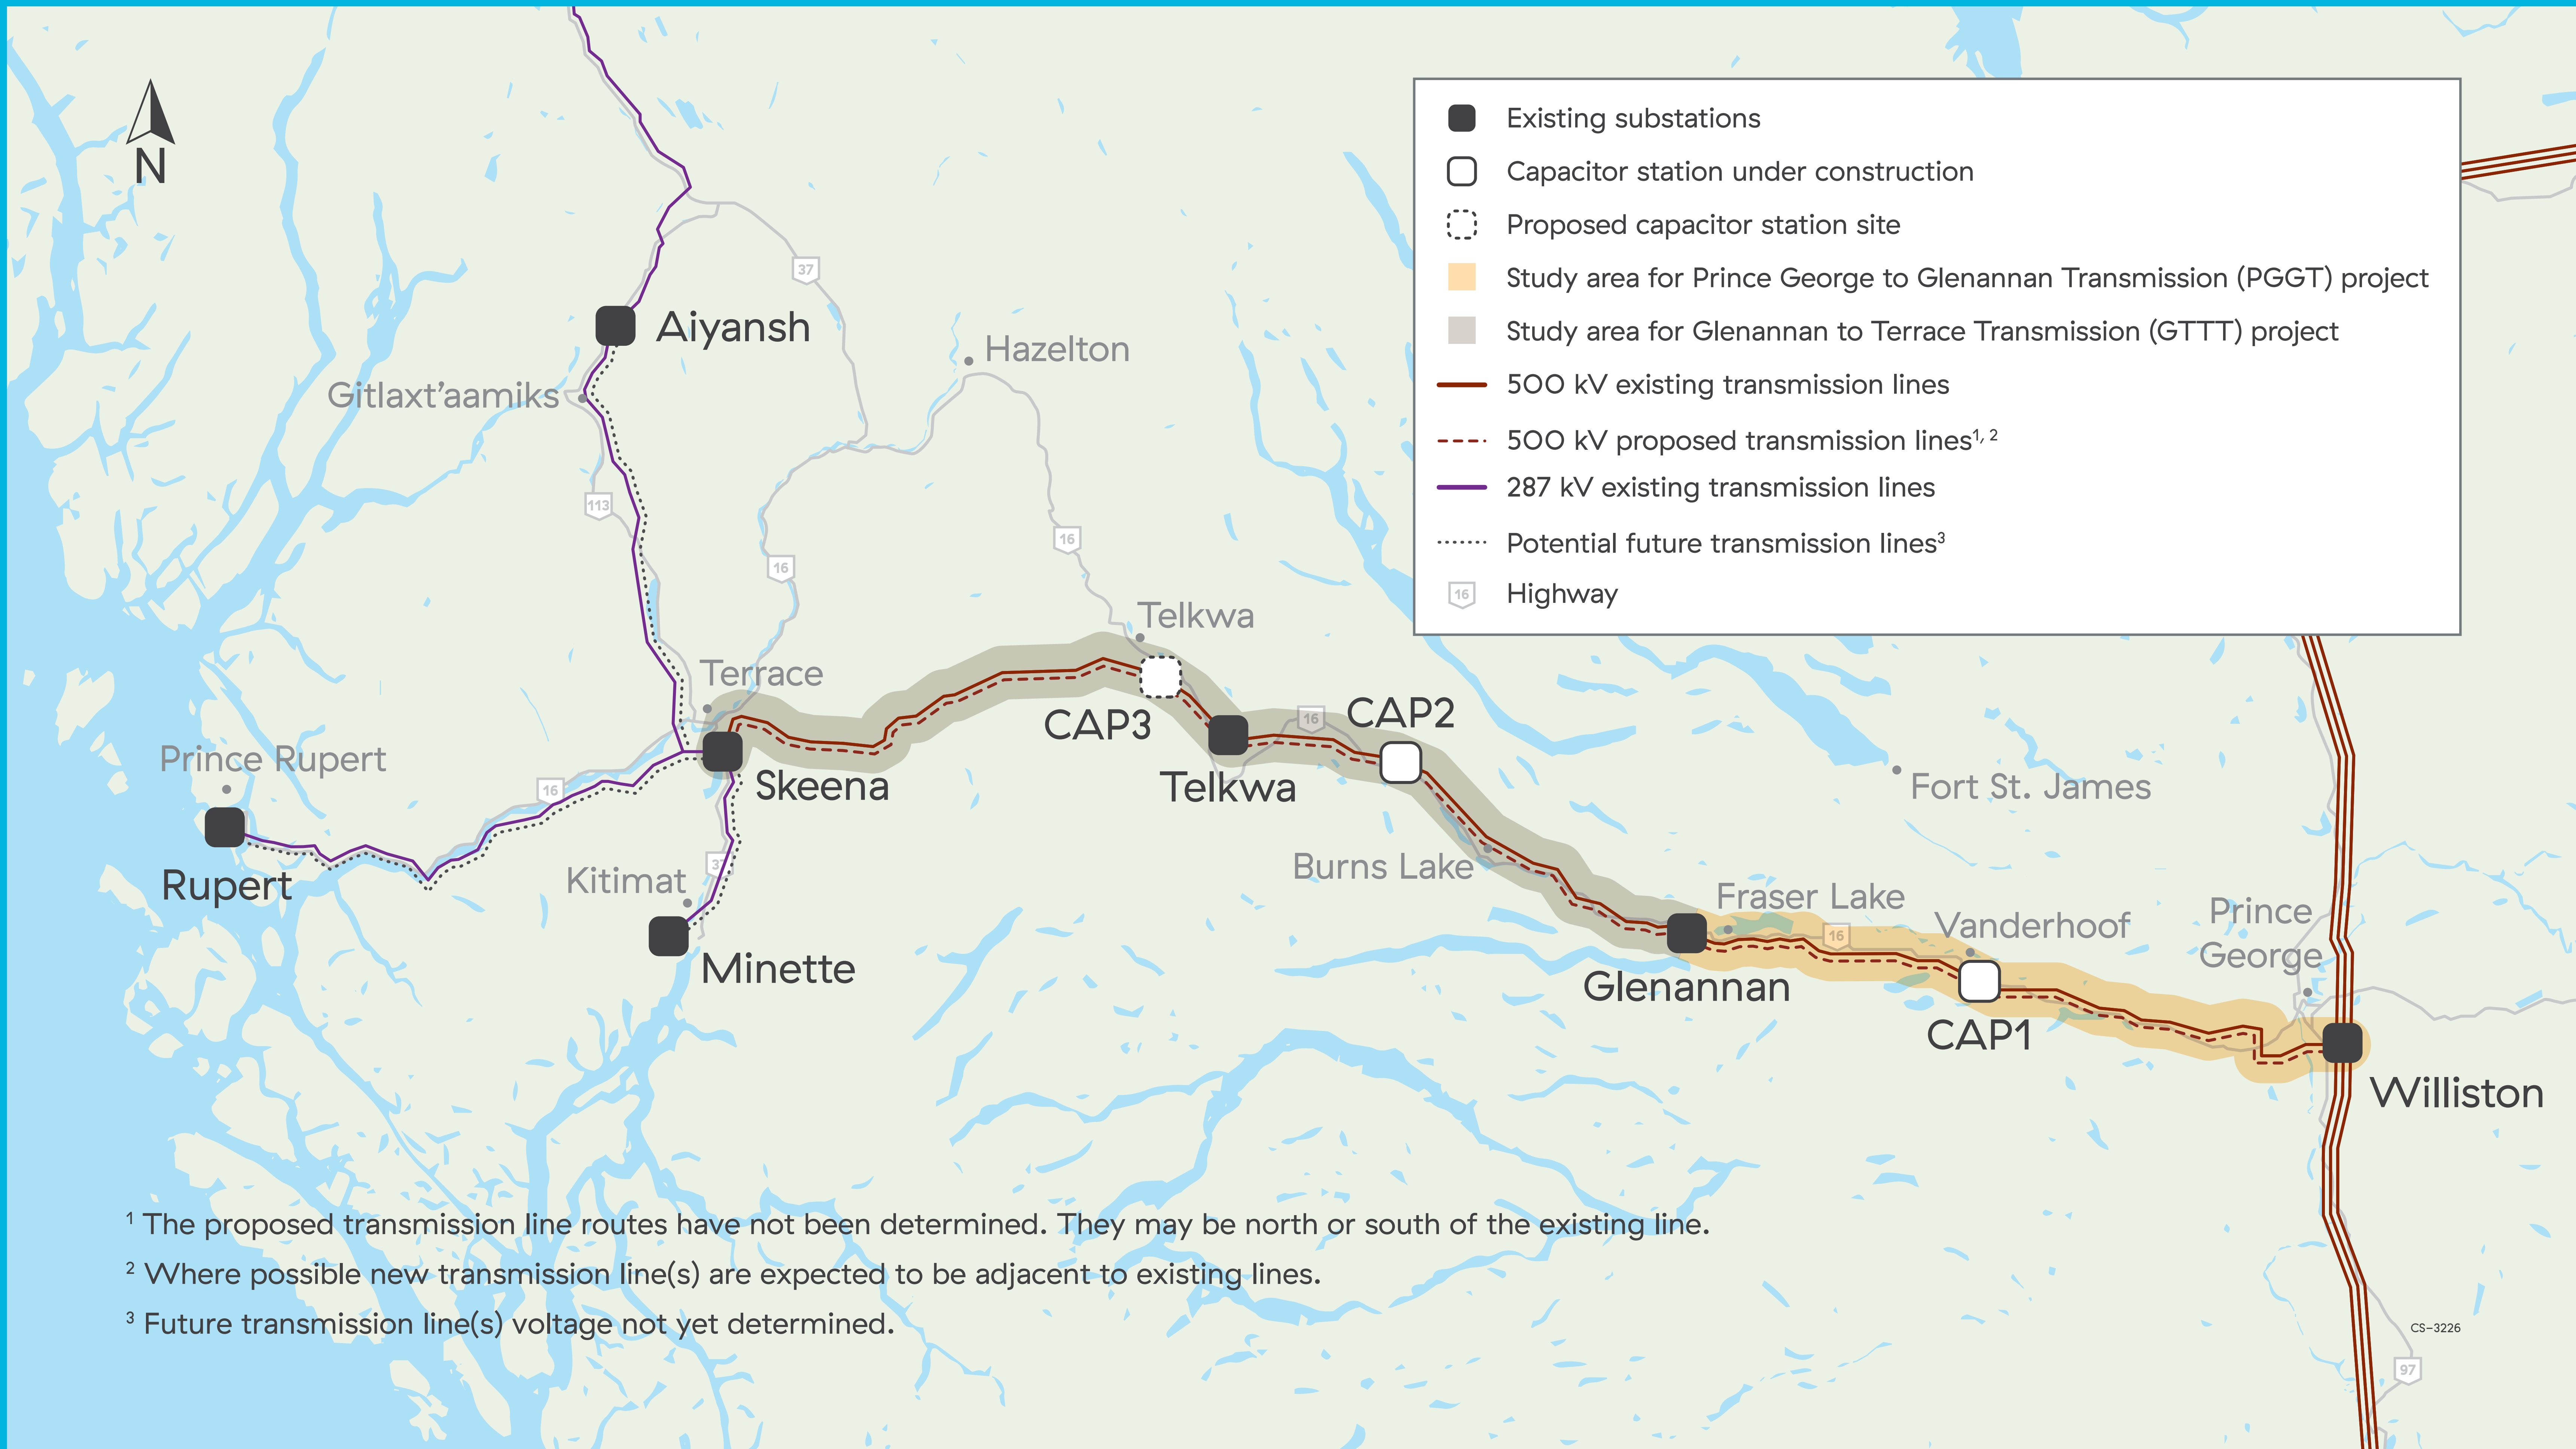 N
Existing substations
Capacitor station under construction
Proposed capacitor station site
Study area for Prince George to Glenannan Transmission (PGGT) project
Study area for Glenannan to Terrace Transmission (GTTT) project
500 kV existing transmission lines
500 kV proposed transmission lines¹, ²
287 kV existing transmission lines
Potential future transmission lines³
16 Highway
37
Aiyansh
Hazelton
Gitlaxt’aamiks
113
16
16
Telkwa
Terrace
CAP3
16
CAP2
Prince Rupert
Skeena
Telkwa
16
Fort St. James
Rupert
Kitimat
37
Burns Lake
Fraser Lake
16
Vanderhoof
Prince
George
Minette
Glenannan
CAP1
Williston
¹ The proposed transmission line routes have not been determined. They may be north or south of the existing line.
² Where possible new transmission line(s) are expected to be adjacent to existing lines.
³ Future transmission line(s) voltage not yet determined.
CS-3226
97